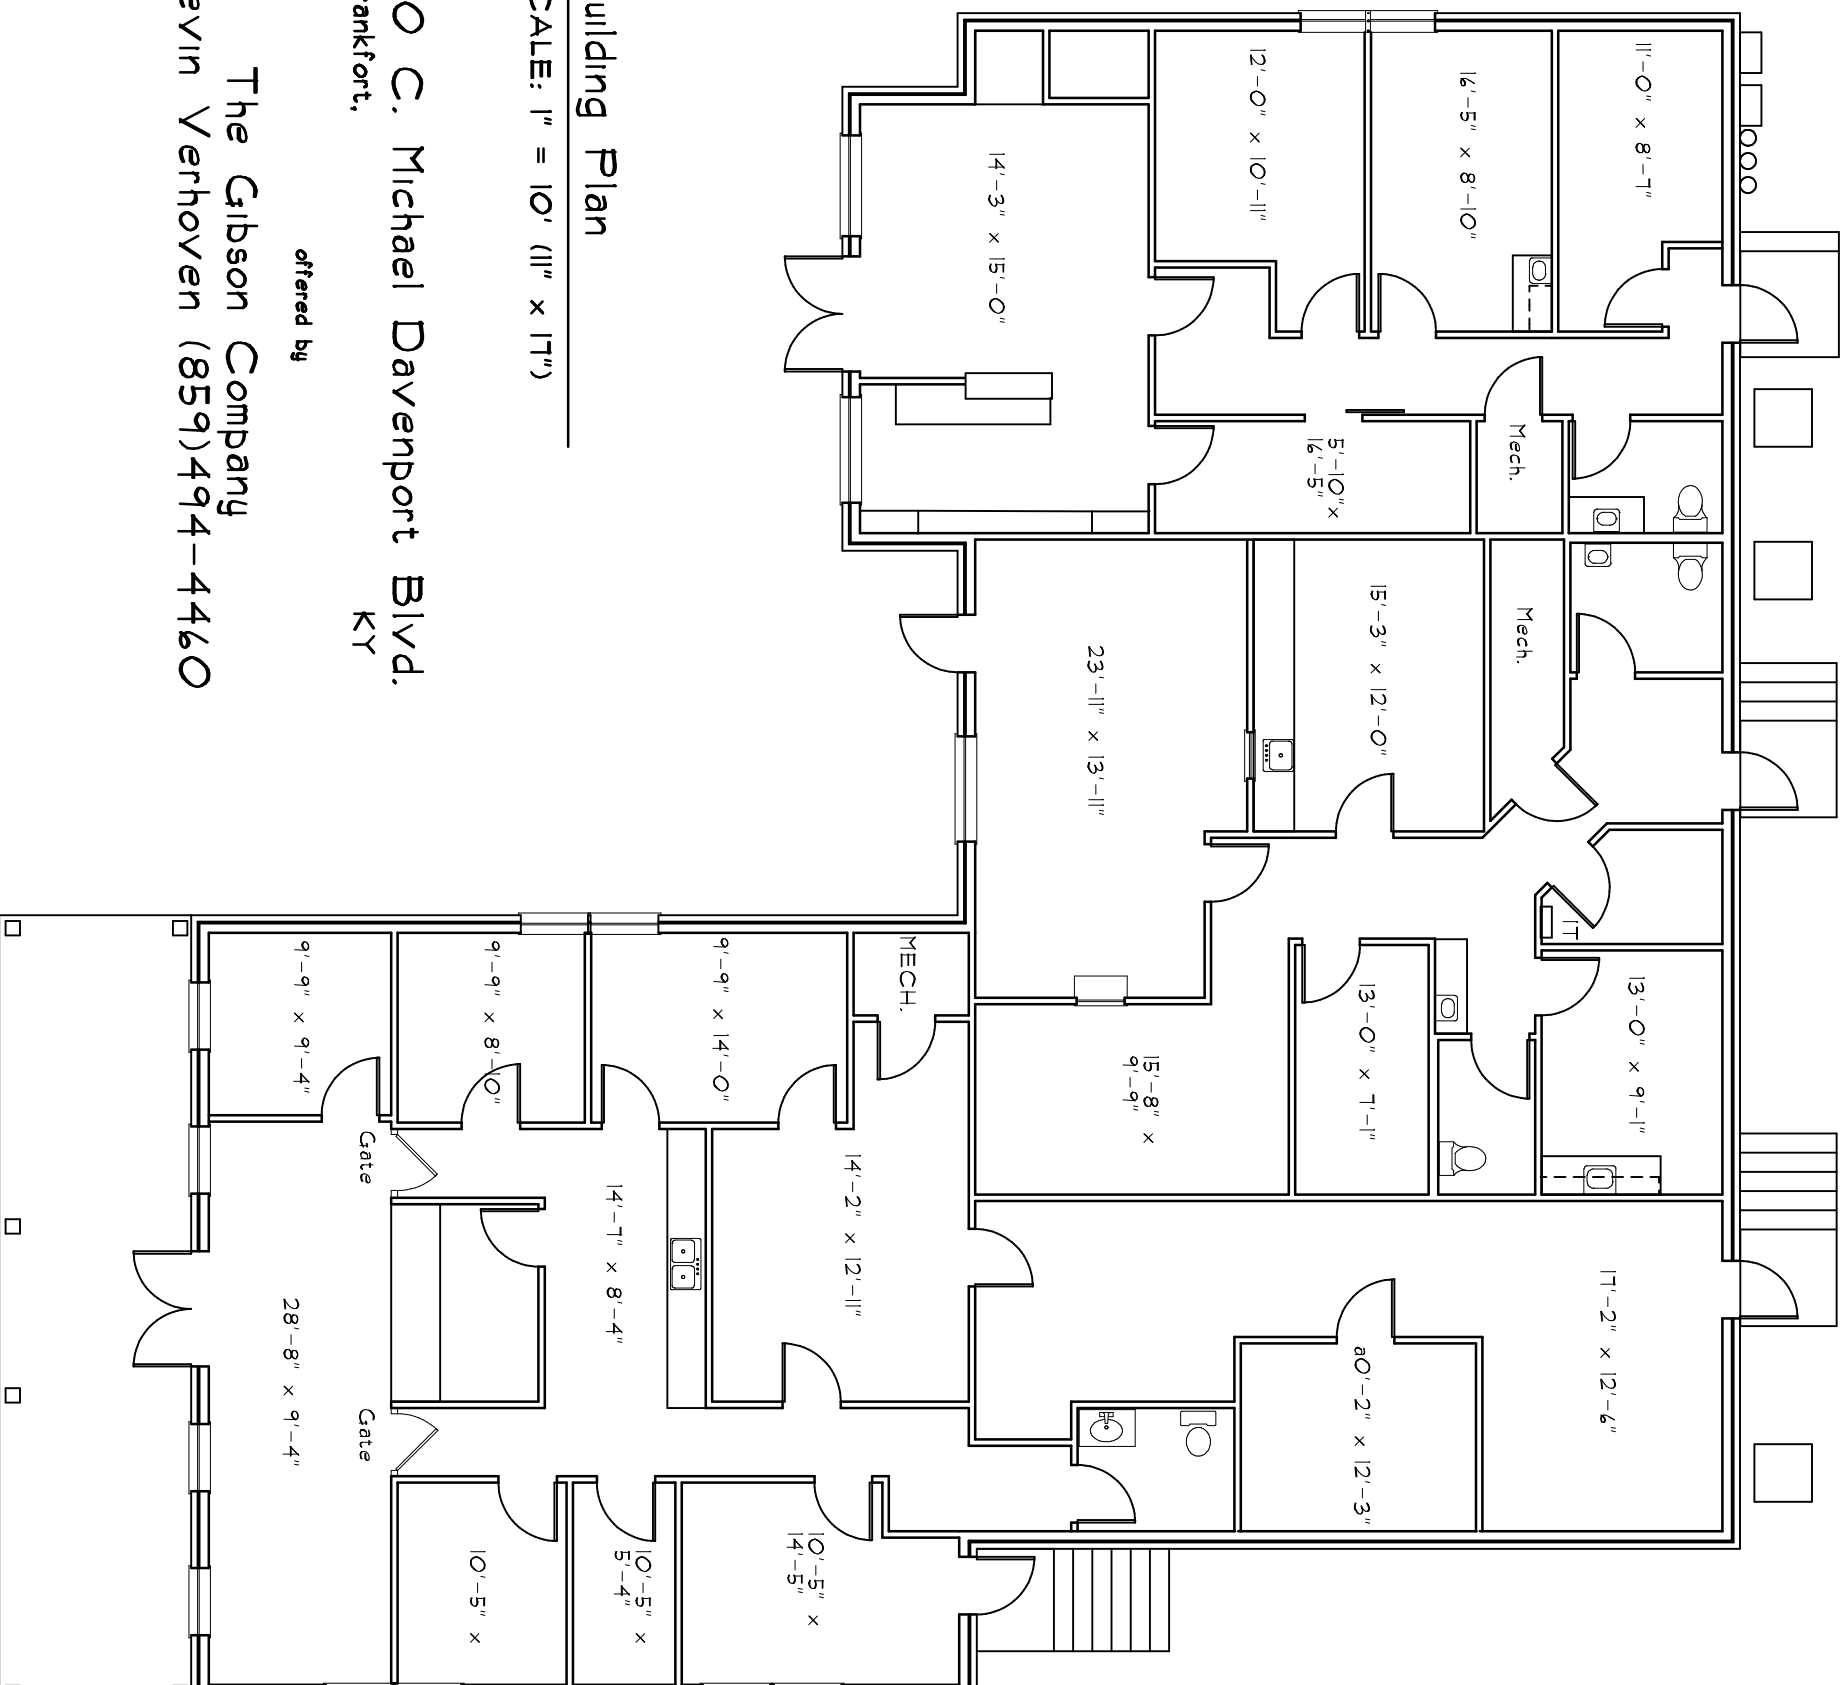 uilding Plan
CALE: 1" = 10' (11" x 17")
0 C. Michael Davenport Blvd.
ankfort, KY
offered by
The Gibson Company
evin Verhoven (859)494-4460
11'-0" x 8'-7"
16'-5" x 8'-10"
12'-0" x 10'-11"
14'-3" x 15'-0"
5'-10" x
16'-5"
Mech.
Mech.
15'-3" x 12'-0"
23'-11" x 13'-11"
IT
13'-0" x 9'-1"
13'-0" x 7'-1"
15'-8" x
9'-9"
MECH.
9'-9" x 14'-0"
9'-9" x 8'-10"
9'-9" x 9'-4"
Gate
14'-2" x 12'-11"
14'-7" x 8'-4"
17'-2" x 12'-6"
a0'-2" x 12'-3"
28'-8" x 9'-4"
Gate
10'-5" x
14'-5"
10'-5" x
5'-4"
10'-5" x